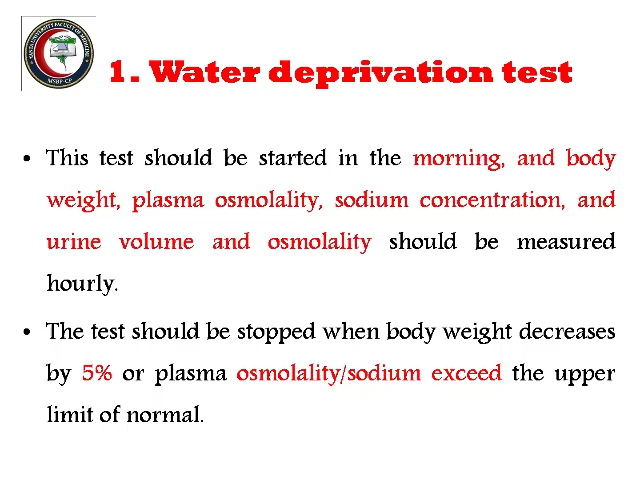 1. Water deprivation test
• This test should be started in the morning, and body
weight, plasma osmolality, sodium concentration, and
urine volume and osmolality should be measured
hourly.
• The test should be stopped when body weight decreases
by 5% or plasma osmolality/sodium exceed the upper
limit of normal.